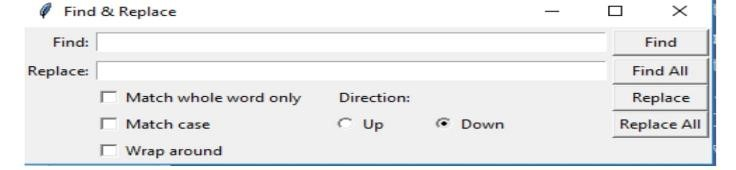 Find & Replace
Find: Find
Replace: Find All
Match whole word only Direction: Replace
Match case Up Down Replace All
Wrap around